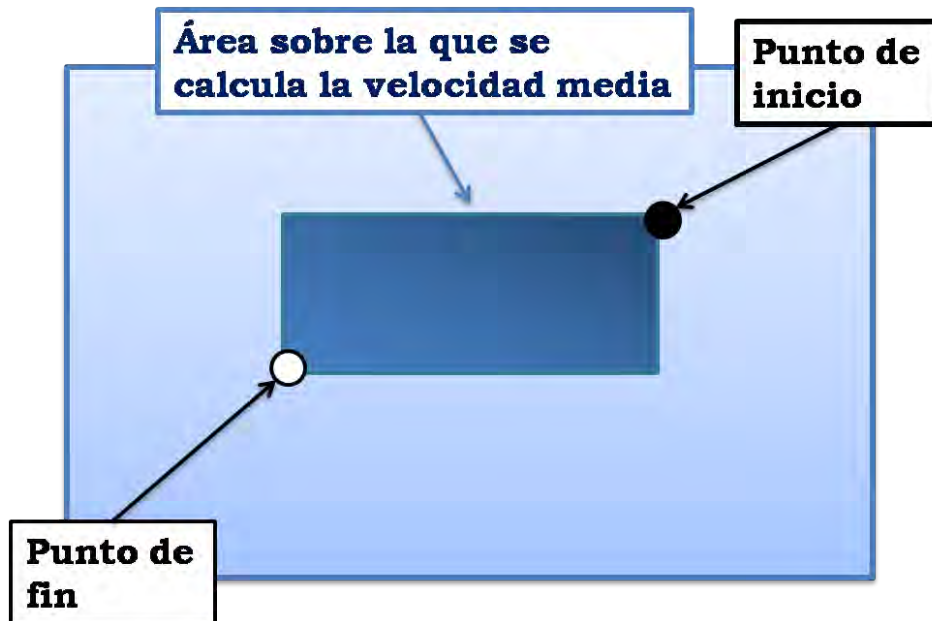 Área sobre la que se
calcula la velocidad media
Punto de
inicio
Punto de
fin